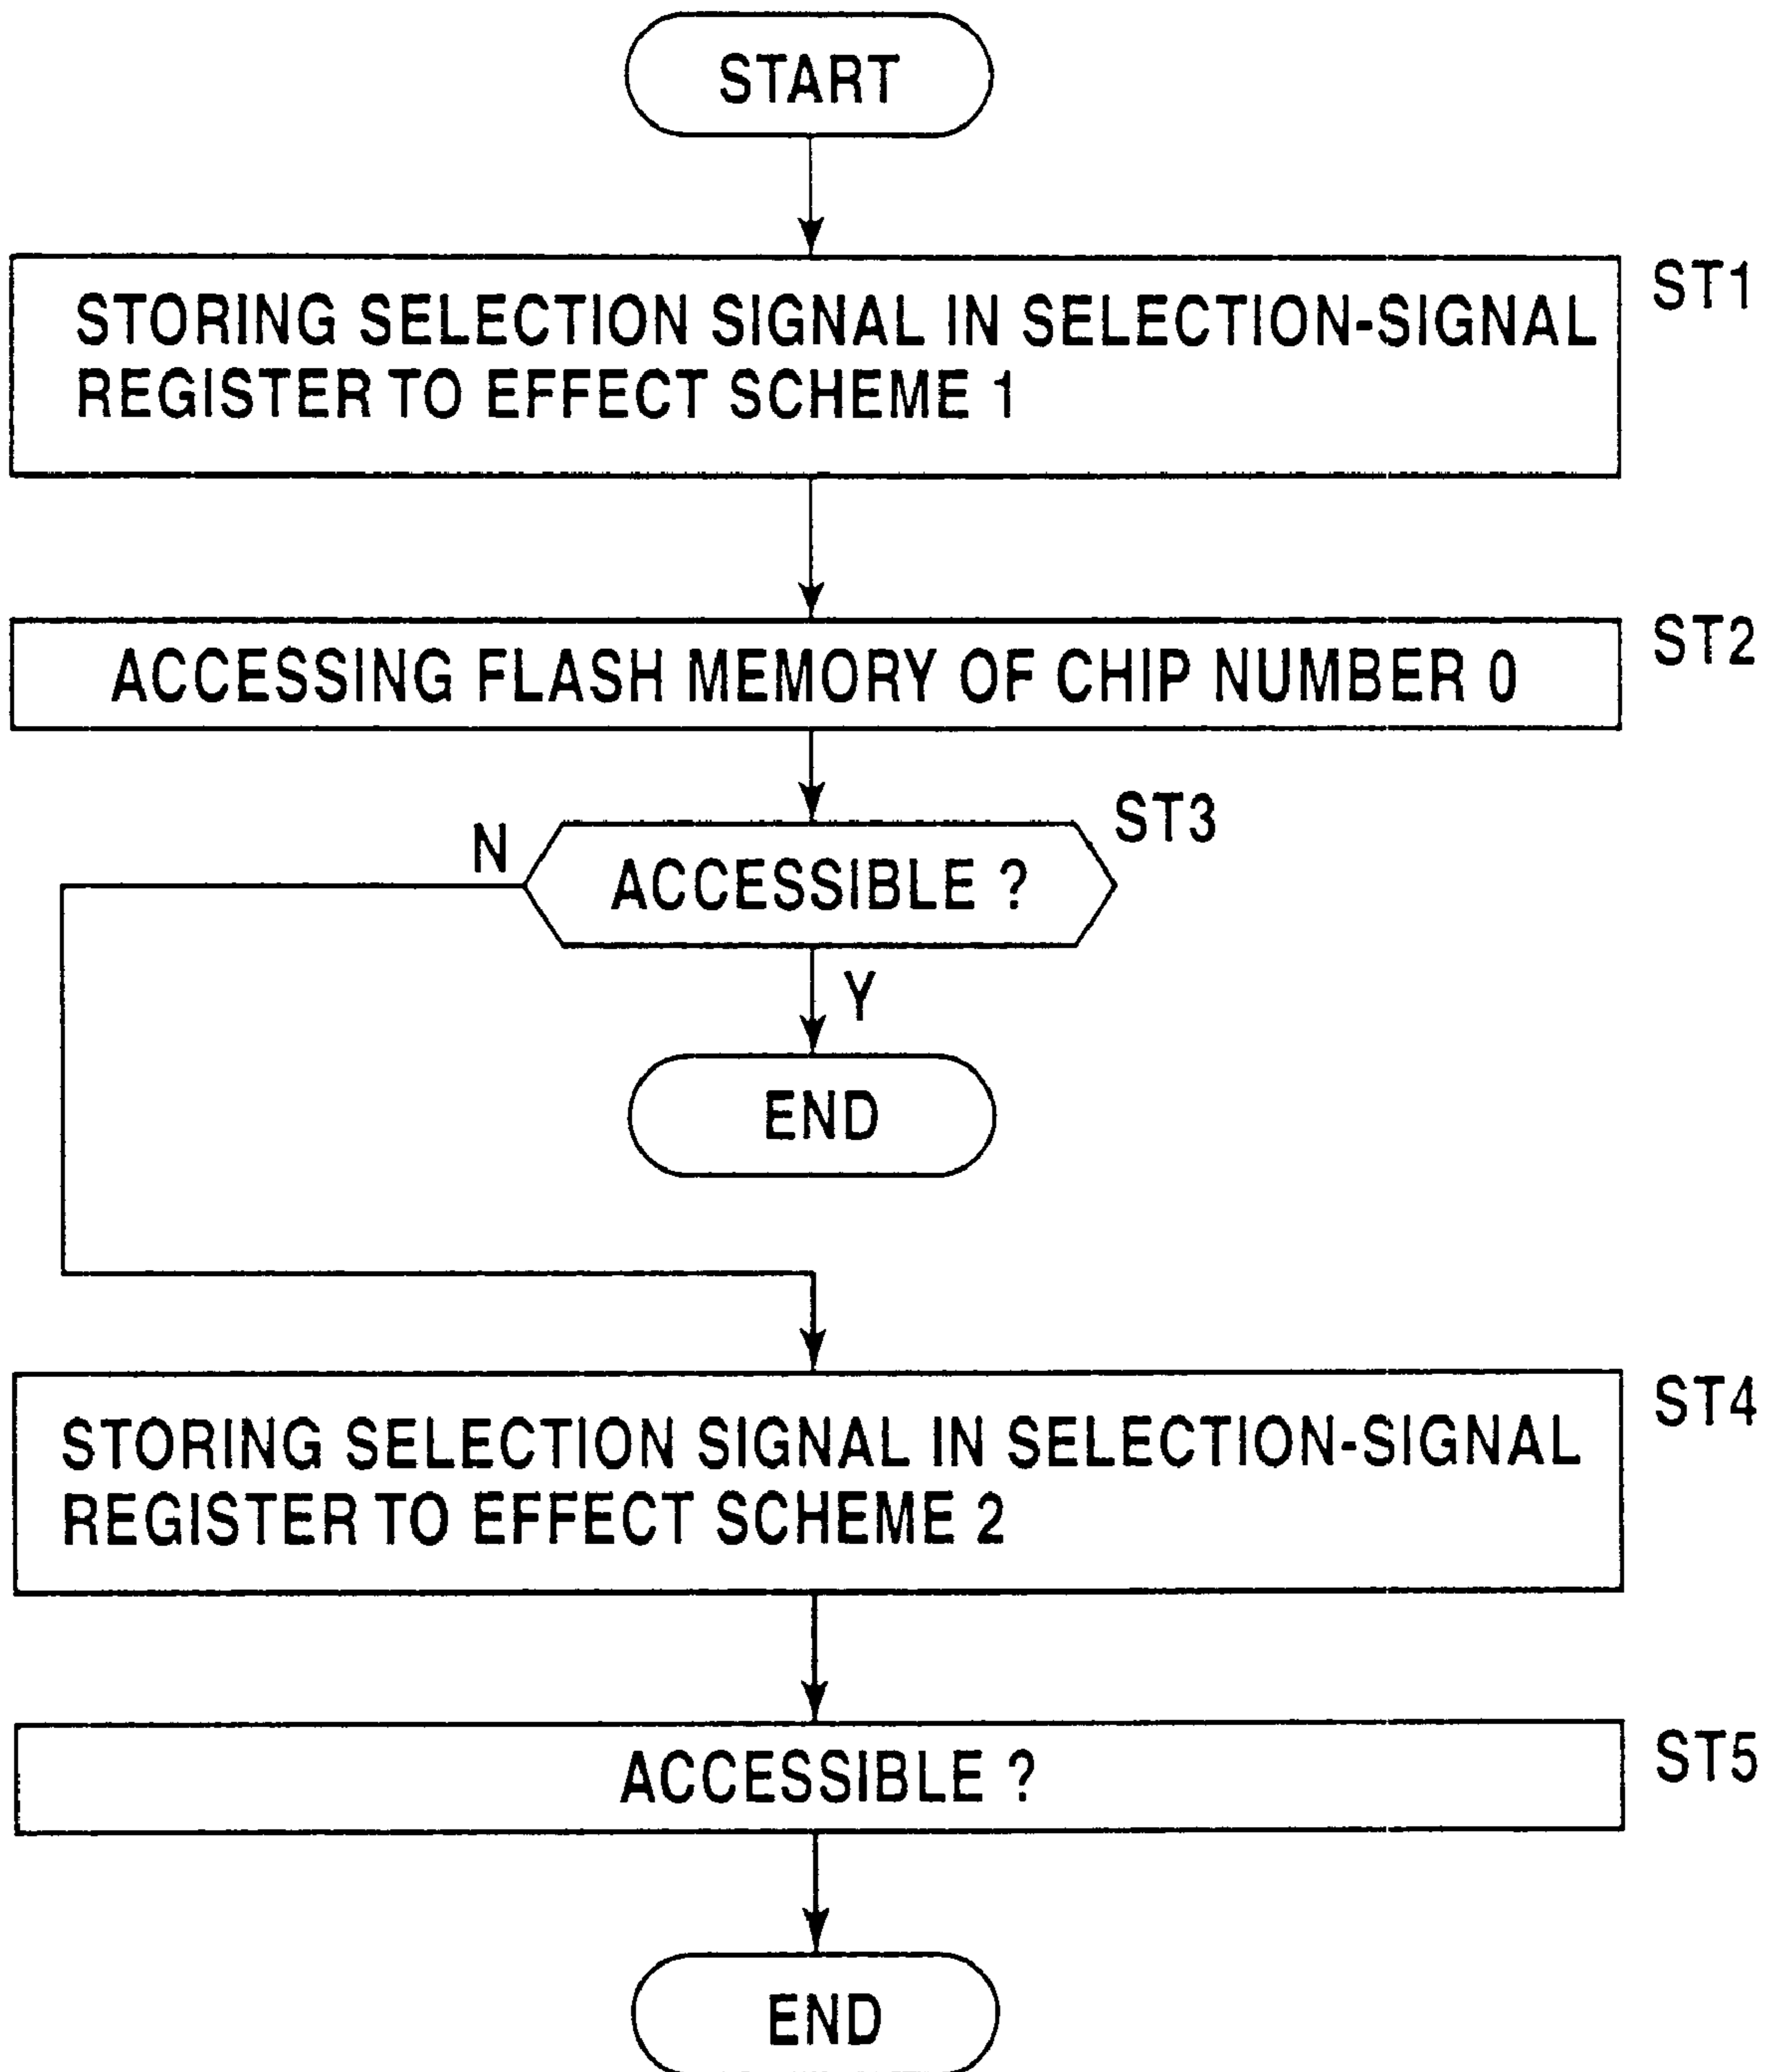 START
ST1
STORING SELECTION SIGNAL IN SELECTION-SIGNAL
REGISTER TO EFFECT SCHEME 1
ST2
ACCESSING FLASH MEMORY OF CHIP NUMBER 0
ST3
N
ACCESSIBLE ?
Y
END
ST4
STORING SELECTION SIGNAL IN SELECTION-SIGNAL
REGISTER TO EFFECT SCHEME 2
ST5
ACCESSIBLE ?
END